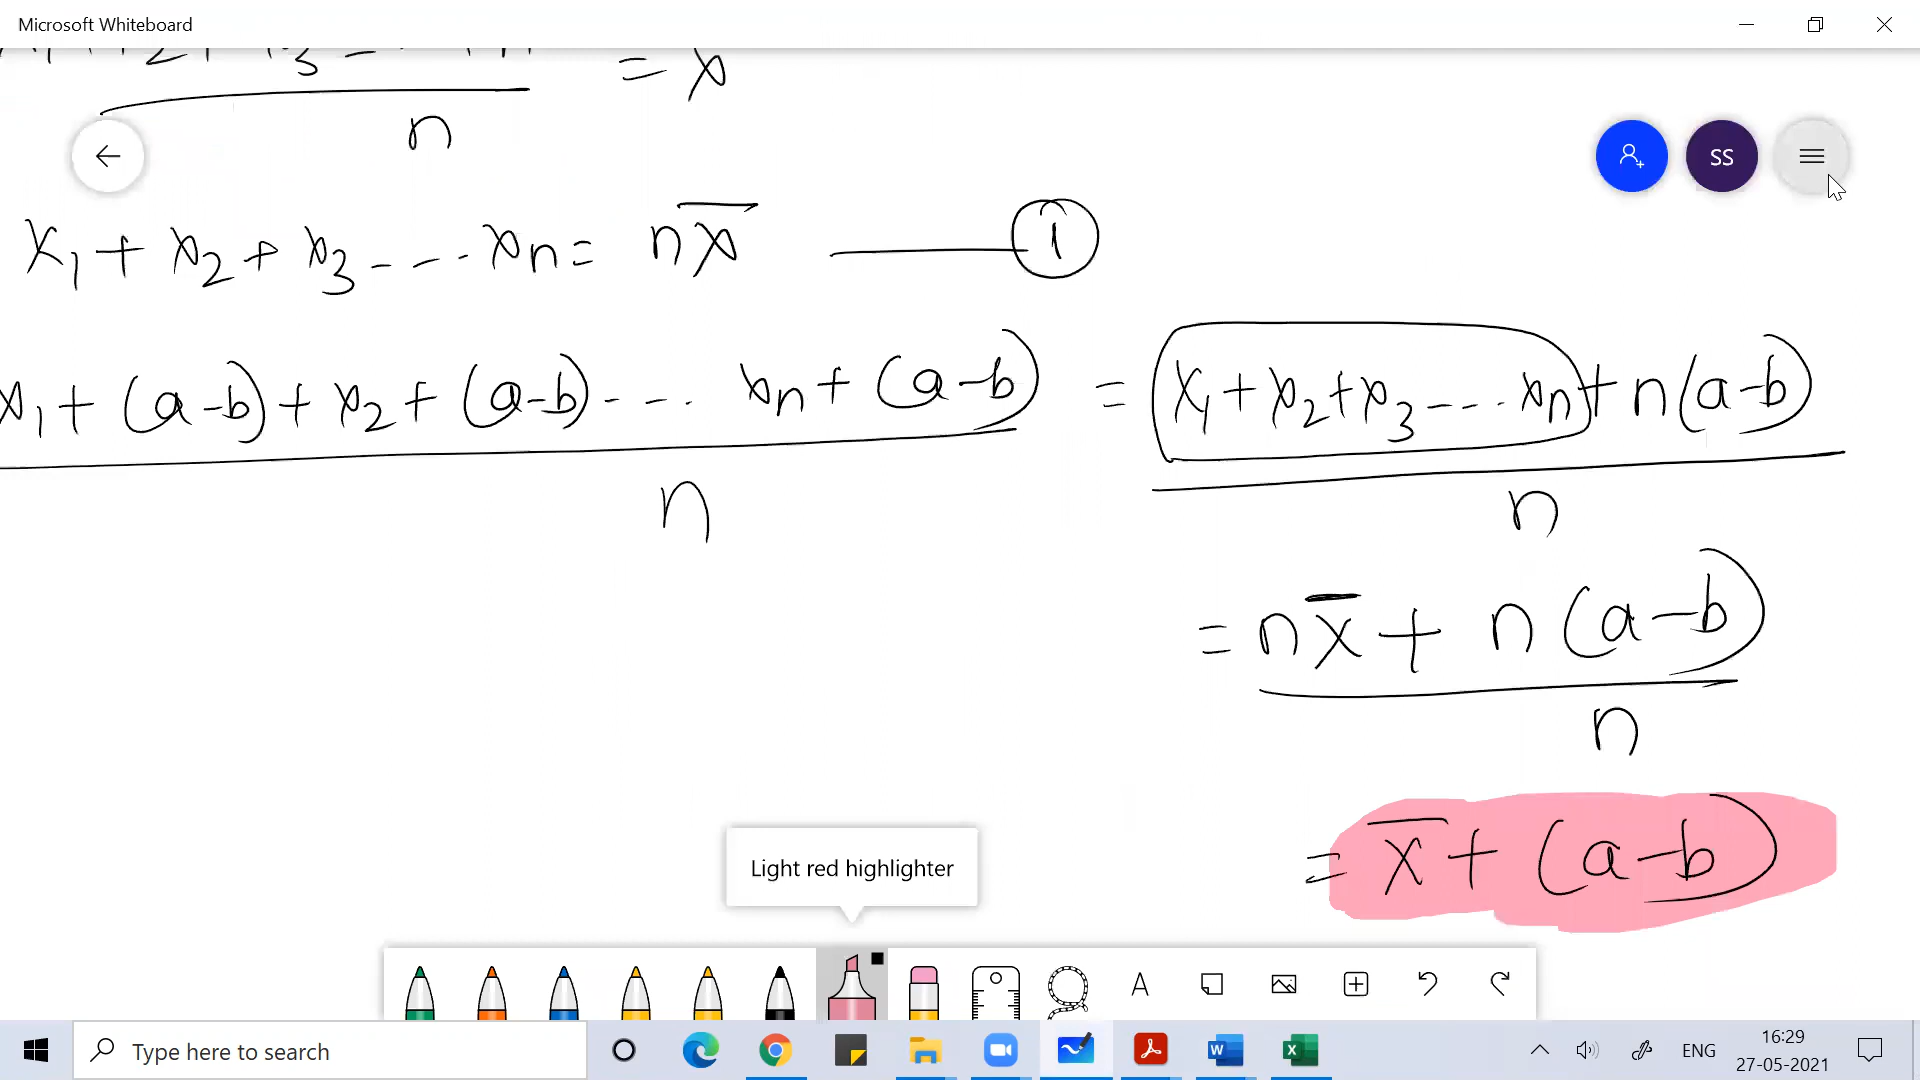 Microsoft Whiteboard
= x
n
SS
x₁ + x₂ + x₃ - - - - xn = nx̅ ——— ①
x₁ + (a-b) + x₂ + (a-b) - - - . xn + (a-b) = x₁ + x₂ + x₃ - - - . xn + n(a-b)
n n
= nx̅ + n(a-b)
n
= x̅ + (a-b)
Light red highlighter
A
Type here to search
ENG
16:29
27-05-2021